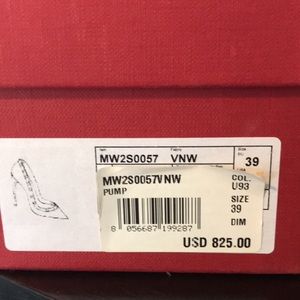 Item Fabric Size
MW2S0057 VNW 39
MW2S0057VNW
PUMP
COL.
U93
SIZE
39
DIM
8 056687 199287
USD 825.00